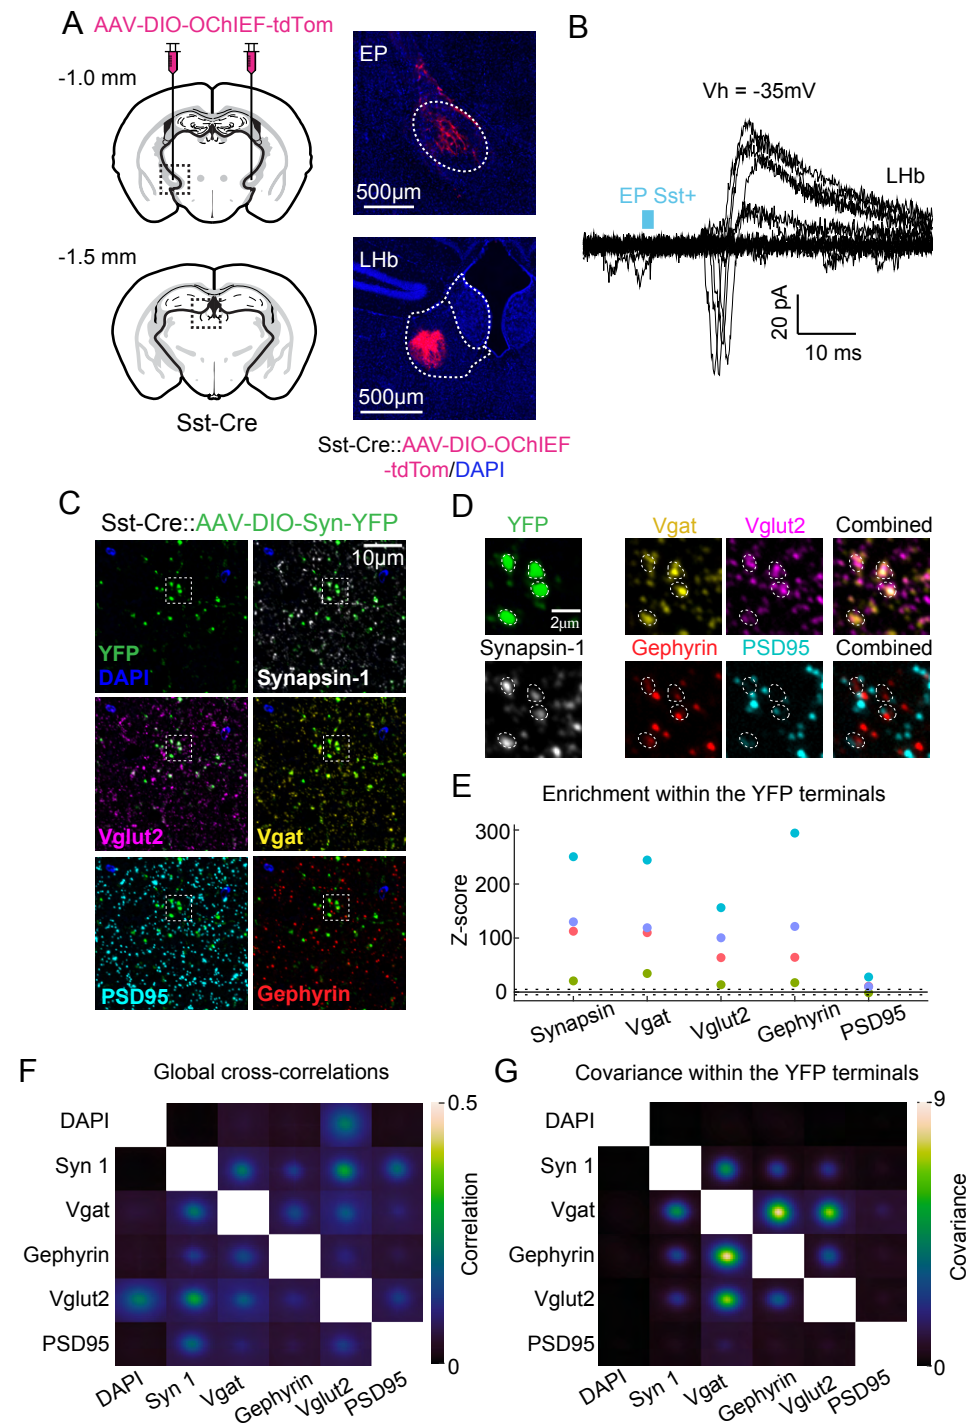 A
AAV-DIO-OChIEF-tdTom
-1.0 mm
EP
500µm
-1.5 mm
LHb
500µm
Sst-Cre
Sst-Cre::AAV-DIO-OChIEF
-tdTom/DAPI
B
Vh = -35mV
LHb
EP Sst+
20 pA
10 ms
C
Sst-Cre::AAV-DIO-Syn-YFP
10µm
YFP
DAPI
Synapsin-1
Vglut2
Vgat
PSD95
Gephyrin
D
YFP
Vgat
Vglut2
Combined
2µm
Synapsin-1
Gephyrin
PSD95
Combined
E
Enrichment within the YFP terminals
300
200
100
0
Z-score
Synapsin
Vgat
Vglut2
Gephyrin
PSD95
F
Global cross-correlations
DAPI
Syn 1
Vgat
Gephyrin
Vglut2
PSD95
DAPI
Syn 1
Vgat
Gephyrin
Vglut2
PSD95
0.5
Correlation
0
G
Covariance within the YFP terminals
DAPI
Syn 1
Vgat
Gephyrin
Vglut2
PSD95
DAPI
Syn 1
Vgat
Gephyrin
Vglut2
PSD95
9
Covariance
0